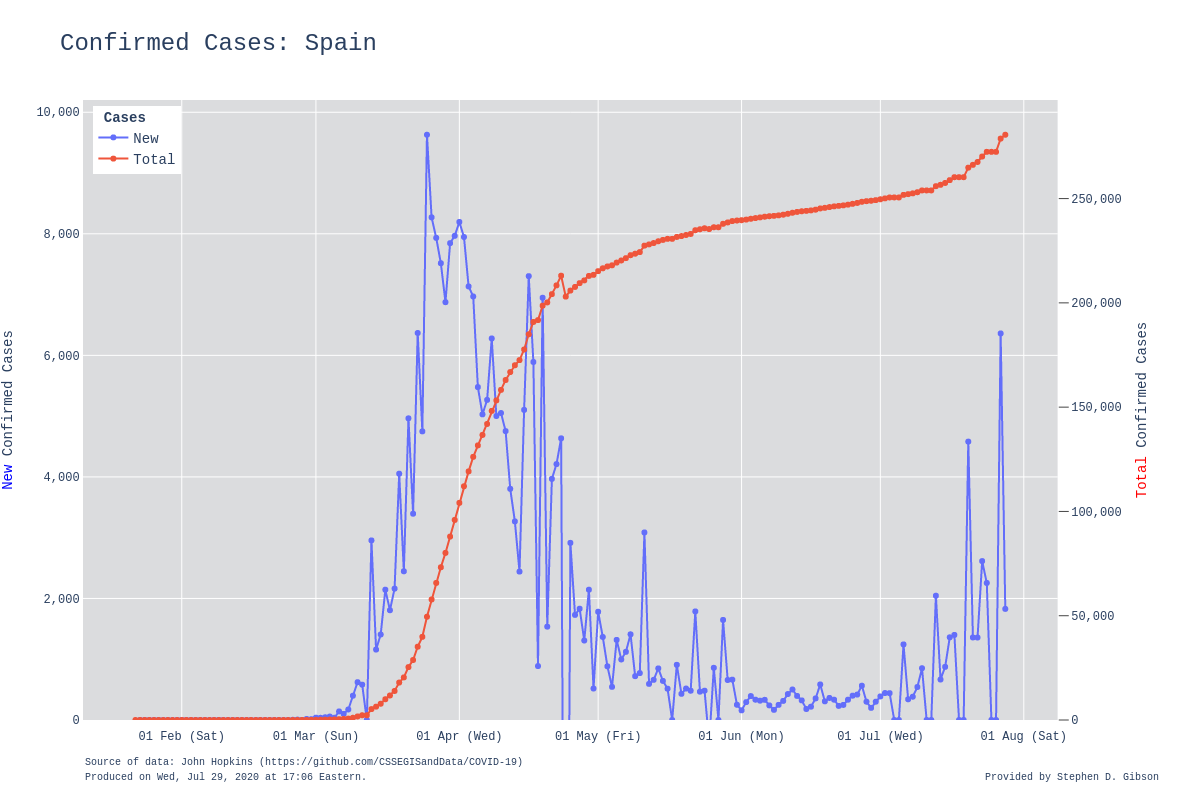 Confirmed Cases: Spain
Cases
New
Total
10,000
8,000
6,000
4,000
2,000
0
250,000
200,000
150,000
100,000
50,000
0
New Confirmed Cases
Total Confirmed Cases
01 Feb (Sat)
01 Mar (Sun)
01 Apr (Wed)
01 May (Fri)
01 Jun (Mon)
01 Jul (Wed)
01 Aug (Sat)
Source of data: John Hopkins (https://github.com/CSSEGISandData/COVID-19)
Produced on Wed, Jul 29, 2020 at 17:06 Eastern.
Provided by Stephen D. Gibson